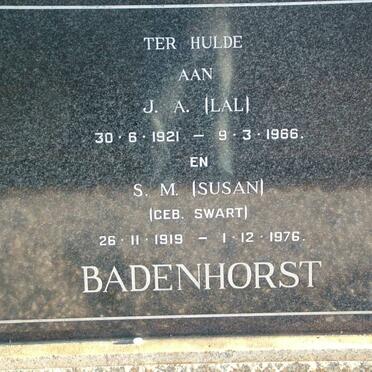 TER HULDE
AAN
J. A. (LAL)
30 · 6 · 1921 – 9 · 3 · 1966.
EN
S. M. (SUSAN)
(GEB. SWART)
26 · 11 · 1919 – 1 · 12 · 1976.
BADENHORST